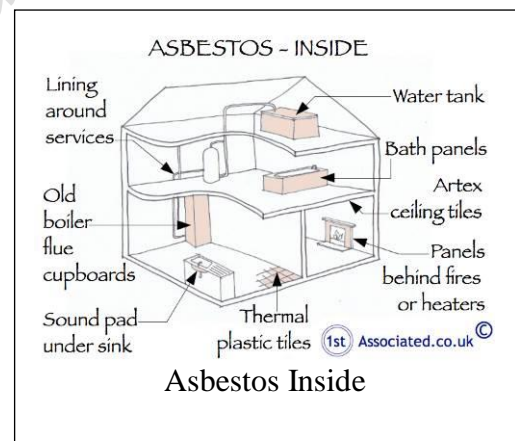 ASBESTOS - INSIDE
Lining
around
services
Water tank
Bath panels
Old
boiler
flue
cupboards
Artex
ceiling tiles
Panels
behind fires
or heaters
Sound pad
under sink
Thermal
plastic tiles
1st Associated.co.uk ©
Asbestos Inside